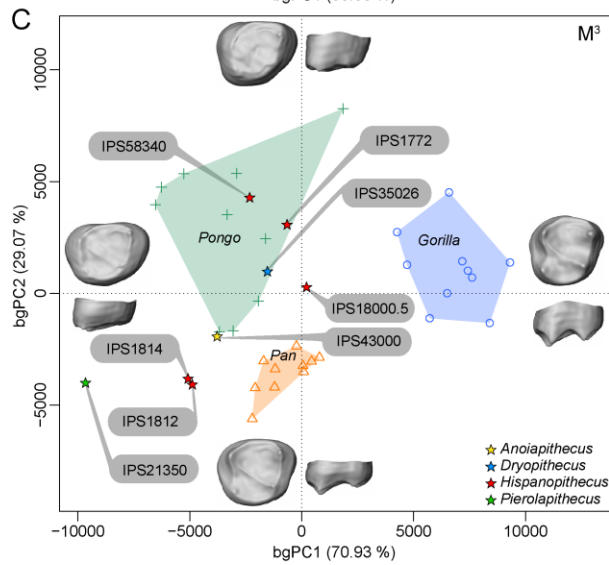 C
M³
10000
5000
0
−5000
bgPC2 (29.07 %)
IPS58340
IPS1772
IPS35026
Pongo
Gorilla
IPS18000.5
IPS1814
IPS43000
Pan
IPS1812
IPS21350
Anoiapithecus
Dryopithecus
Hispanopithecus
Pierolapithecus
−10000
−5000
0
5000
10000
bgPC1 (70.93 %)